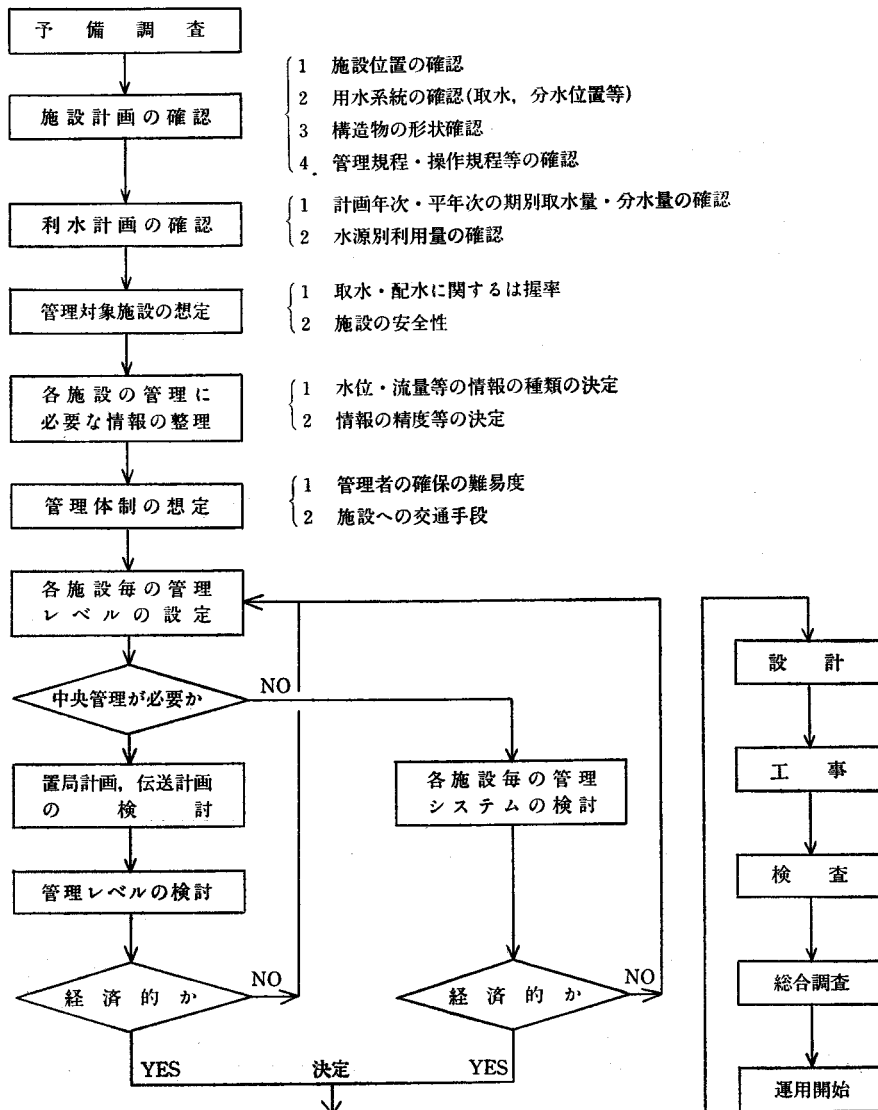 予備調査
施設計画の確認
1 施設位置の確認
2 用水系統の確認(取水,分水位置等)
3 構造物の形状確認
4 管理規程・操作規程等の確認
利水計画の確認
1 計画年次・平年次の期別取水量・分水量の確認
2 水源別利用量の確認
管理対象施設の想定
1 取水・配水に関するは握率
2 施設の安全性
各施設の管理に
必要な情報の整理
1 水位・流量等の情報の種類の決定
2 情報の精度等の決定
管理体制の想定
1 管理者の確保の難易度
2 施設への交通手段
各施設毎の管理
レベルの設定
中央管理が必要か
NO
置局計画,伝送計画
の検討
各施設毎の管理
システムの検討
管理レベルの検討
経済的か
NO
経済的か
NO
YES
決定
YES
設計
工事
検査
総合調査
運用開始